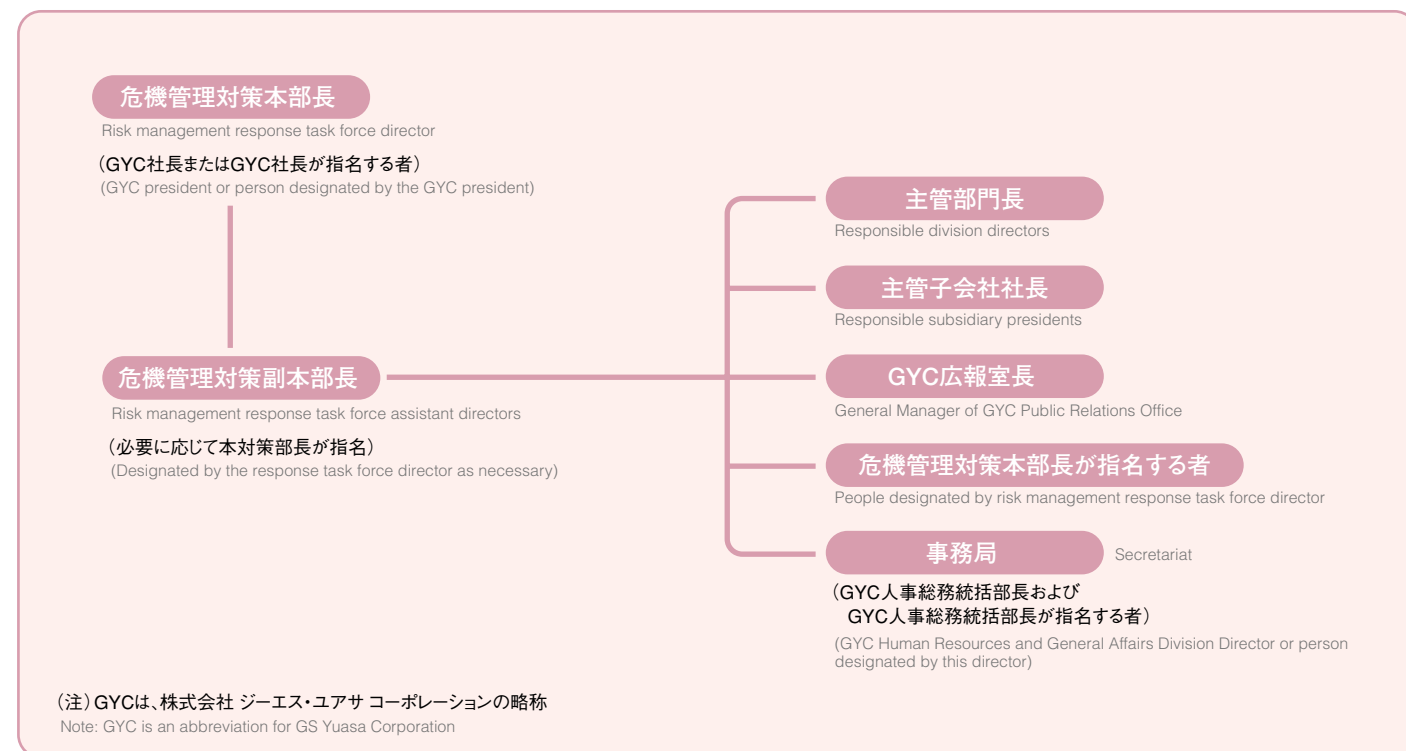 危機管理対策本部長
Risk management response task force director
（GYC社長またはGYC社長が指名する者）
(GYC president or person designated by the GYC president)
危機管理対策副本部長
Risk management response task force assistant directors
（必要に応じて本対策部長が指名）
(Designated by the response task force director as necessary)
主管部門長
Responsible division directors
主管子会社社長
Responsible subsidiary presidents
GYC広報室長
General Manager of GYC Public Relations Office
危機管理対策本部長が指名する者
People designated by risk management response task force director
事務局
Secretariat
（GYC人事総務統括部長および
GYC人事総務統括部長が指名する者）
(GYC Human Resources and General Affairs Division Director or person
designated by this director)
（注）GYCは、株式会社 ジーエス・ユアサ コーポレーションの略称
Note: GYC is an abbreviation for GS Yuasa Corporation